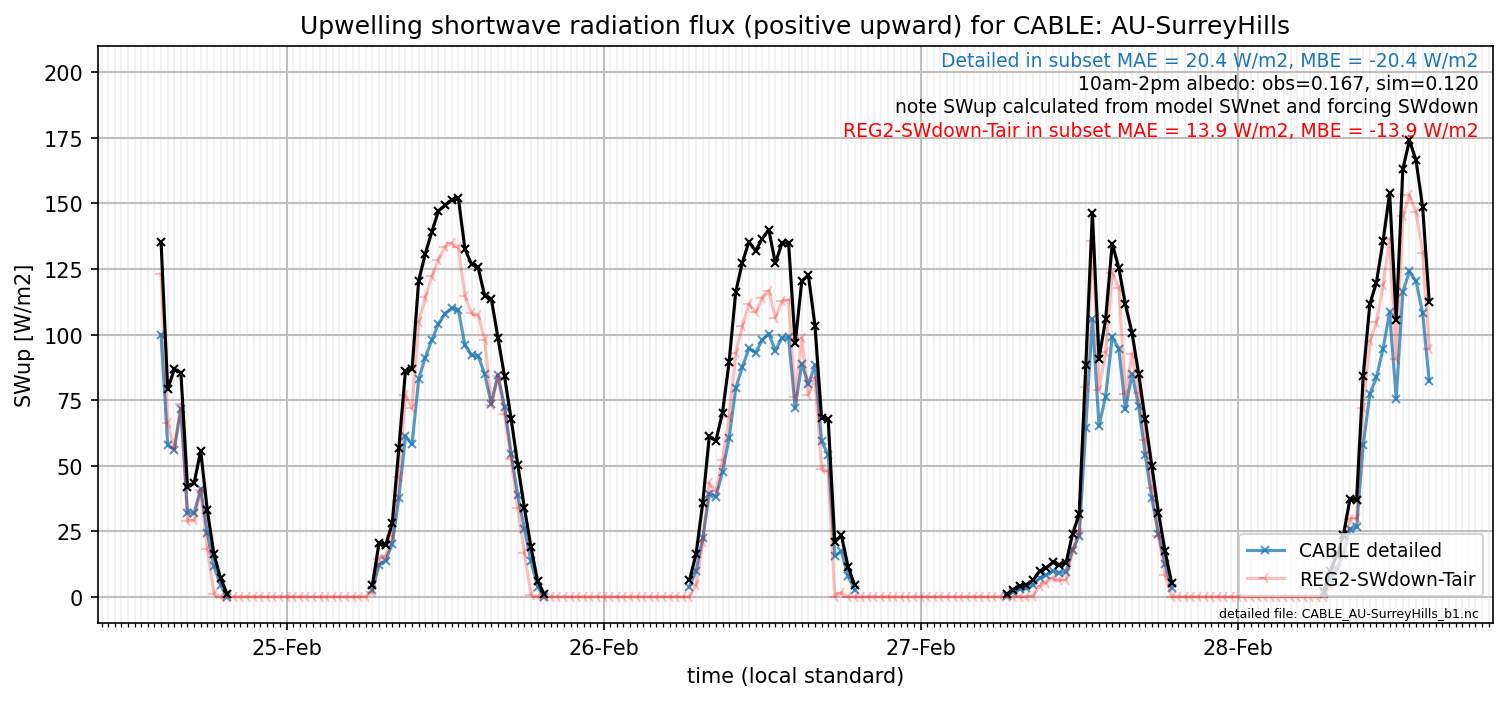 Upwelling shortwave radiation flux (positive upward) for CABLE: AU-SurreyHills
Detailed in subset MAE = 20.4 W/m2, MBE = -20.4 W/m2
10am-2pm albedo: obs=0.167, sim=0.120
note SWup calculated from model SWnet and forcing SWdown
REG2-SWdown-Tair in subset MAE = 13.9 W/m2, MBE = -13.9 W/m2
SWup [W/m2]
200
175
150
125
100
75
50
25
0
CABLE detailed
REG2-SWdown-Tair
detailed file: CABLE_AU-SurreyHills_b1.nc
25-Feb
26-Feb
27-Feb
28-Feb
time (local standard)